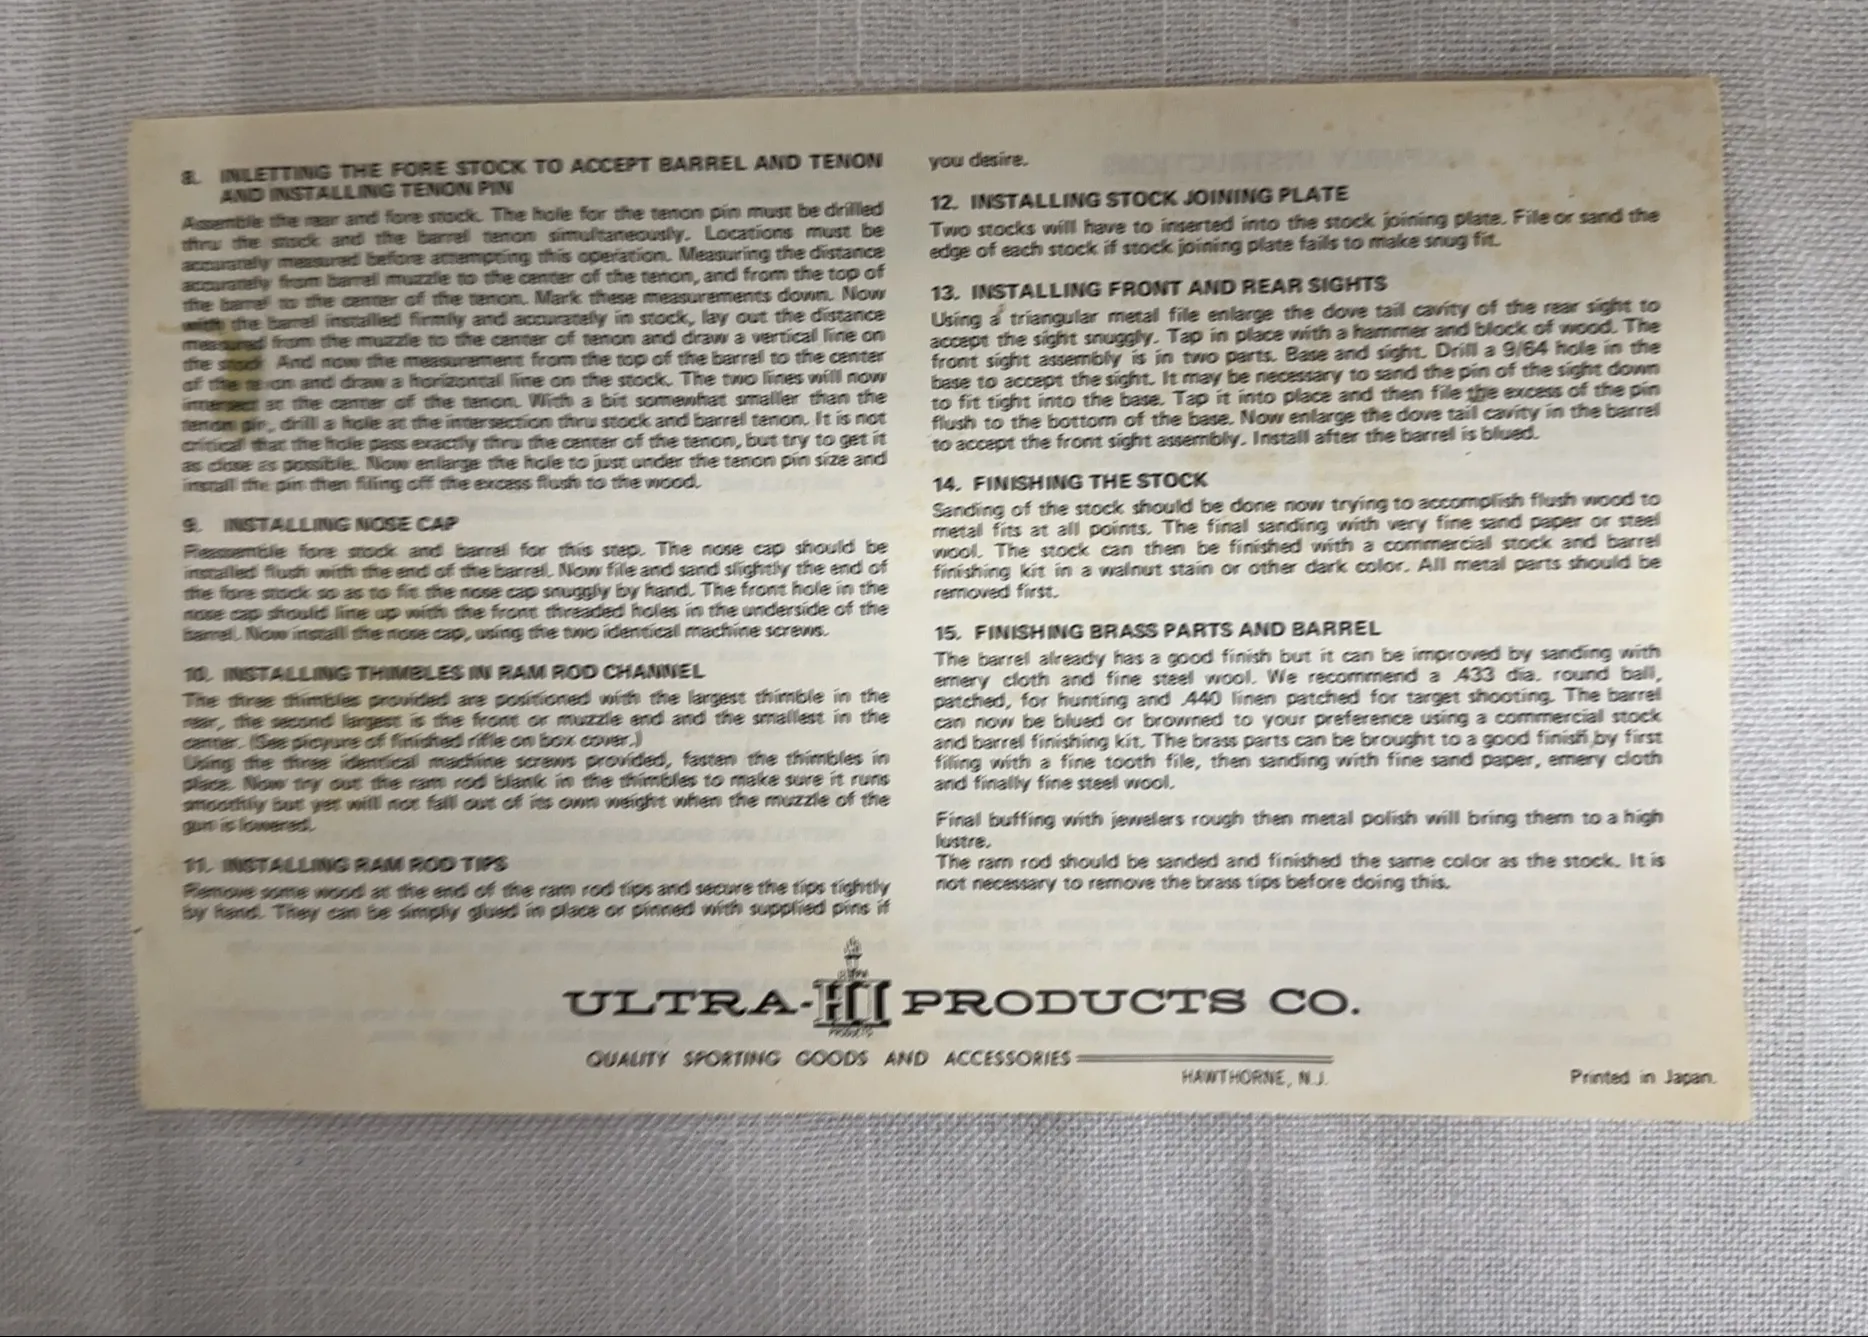 8. INLETTING THE FORE STOCK TO ACCEPT BARREL AND TENON
AND INSTALLING TENON PIN
Assemble the rear and fore stock. The hole for the tenon pin must be drilled
thru the stock and the barrel tenon simultaneously. Locations must be
accurately measured before attempting this operation. Measuring the distance
accurately from barrel muzzle to the center of the tenon, and from the top of
the barrel to the center of the tenon. Mark these measurements down. Now
with the barrel installed firmly and accurately in stock, lay out the distance
measured from the muzzle to the center of tenon and draw a vertical line on
the stock. And now the measurement from the top of the barrel to the center
of the tenon and draw a horizontal line on the stock. The two lines will now
intersect at the center of the tenon. With a bit somewhat smaller than the
tenon pin, drill a hole at the intersection thru stock and barrel tenon. It is not
critical that the hole pass exactly thru the center of the tenon, but try to get it
as close as possible. Now enlarge the hole to just under the tenon pin size and
install the pin then filing off the excess flush to the wood.
9. INSTALLING NOSE CAP
Reassemble fore stock and barrel for this step. The nose cap should be
installed flush with the end of the barrel. Now file and sand slightly the end of
the fore stock so as to fit the nose cap snuggly by hand. The front hole in the
nose cap should line up with the front threaded holes in the underside of the
barrel. Now install the nose cap, using the two identical machine screws.
10. INSTALLING THIMBLES IN RAM ROD CHANNEL
The three thimbles provided are positioned with the largest thimble in the
rear, the second largest is the front or muzzle end and the smallest in the
center. (See picyure of finished rifle on box cover.)
Using the three identical machine screws provided, fasten the thimbles in
place. Now try out the ram rod blank in the thimbles to make sure it runs
smoothly but yet will not fall out of its own weight when the muzzle of the
gun is lowered.
11. INSTALLING RAM ROD TIPS
Remove some wood at the end of the ram rod tips and secure the tips tightly
by hand. They can be simply glued in place or pinned with supplied pins if
you desire.
12. INSTALLING STOCK JOINING PLATE
Two stocks will have to inserted into the stock joining plate. File or sand the
edge of each stock if stock joining plate fails to make snug fit.
13. INSTALLING FRONT AND REAR SIGHTS
Using a triangular metal file enlarge the dove tail cavity of the rear sight to
accept the sight snuggly. Tap in place with a hammer and block of wood. The
front sight assembly is in two parts. Base and sight. Drill a 9/64 hole in the
base to accept the sight. It may be necessary to sand the pin of the sight down
to fit tight into the base. Tap it into place and then file the excess of the pin
flush to the bottom of the base. Now enlarge the dove tail cavity in the barrel
to accept the front sight assembly. Install after the barrel is blued.
14. FINISHING THE STOCK
Sanding of the stock should be done now trying to accomplish flush wood to
metal fits at all points. The final sanding with very fine sand paper or steel
wool. The stock can then be finished with a commercial stock and barrel
finishing kit in a walnut stain or other dark color. All metal parts should be
removed first.
15. FINISHING BRASS PARTS AND BARREL
The barrel already has a good finish but it can be improved by sanding with
emery cloth and fine steel wool. We recommend a .433 dia. round ball,
patched, for hunting and .440 linen patched for target shooting. The barrel
can now be blued or browned to your preference using a commercial stock
and barrel finishing kit. The brass parts can be brought to a good finish by first
filing with a fine tooth file, then sanding with fine sand paper, emery cloth
and finally fine steel wool.
Final buffing with jewelers rough then metal polish will bring them to a high
lustre.
The ram rod should be sanded and finished the same color as the stock. It is
not necessary to remove the brass tips before doing this.
ULTRA-HI PRODUCTS CO.
PRODUCTS
QUALITY SPORTING GOODS AND ACCESSORIES
HAWTHORNE, N.J.
Printed in Japan.